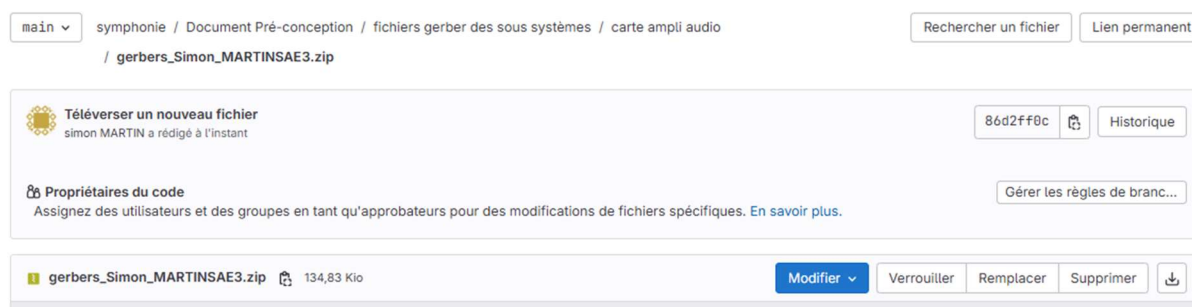 main symphonie / Document Pré-conception / fichiers gerber des sous systèmes / carte ampli audio Rechercher un fichier Lien permanent
/ gerbers_Simon_MARTINSAE3.zip
Téléverser un nouveau fichier 86d2ff0c Historique
simon MARTIN a rédigé à l'instant
Propriétaires du code Gérer les règles de branc...
Assignez des utilisateurs et des groupes en tant qu'approbateurs pour des modifications de fichiers spécifiques. En savoir plus.
gerbers_Simon_MARTINSAE3.zip 134,83 Kio Modifier Verrouiller Remplacer Supprimer